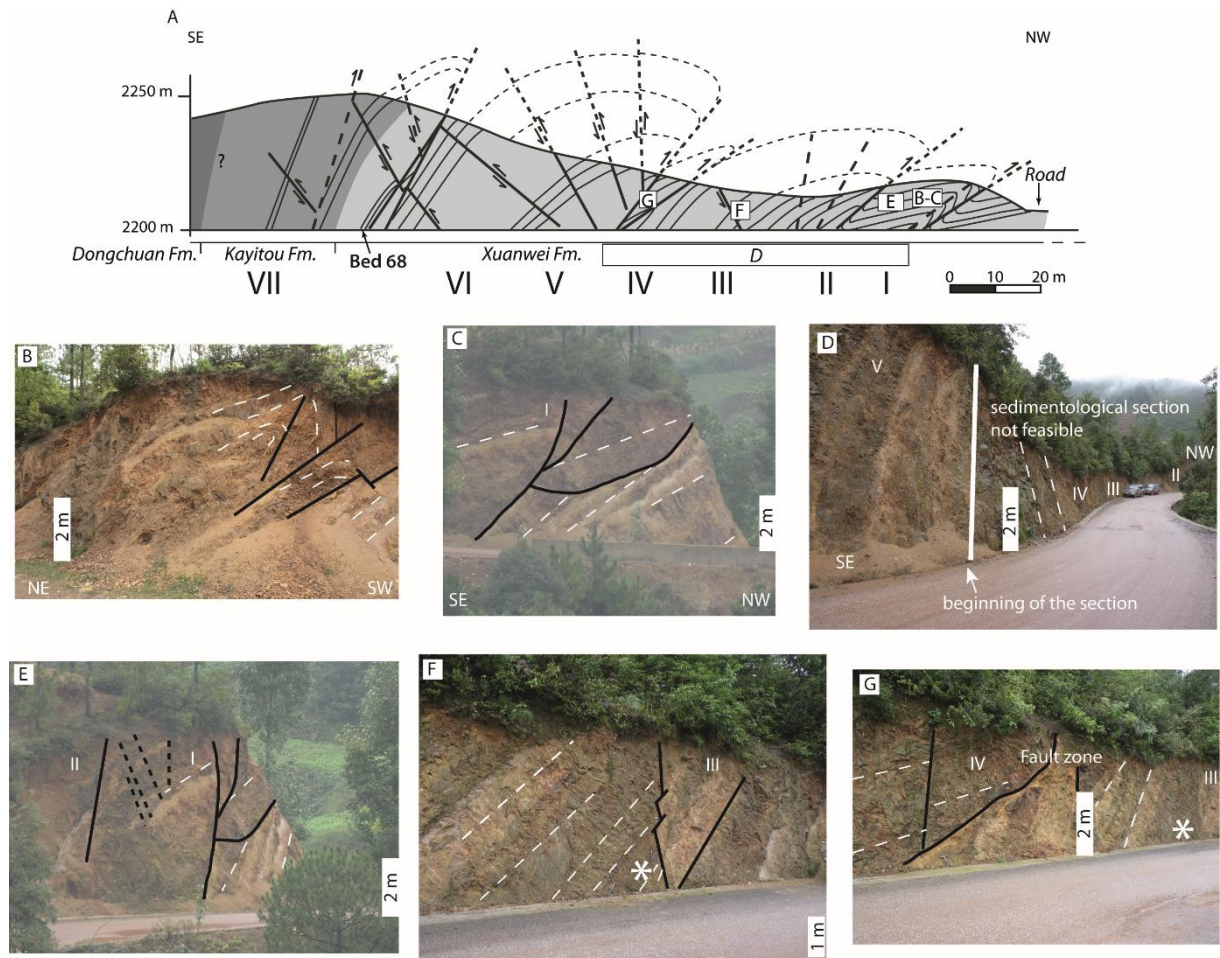 A
SE
NW
2250 m
?
G
F
E
B-C
Road
2200 m
Dongchuan Fm.
Kayitou Fm.
Bed 68
Xuanwei Fm.
D
VII
VI
V
IV
III
II
I
0
10
20 m
B
2 m
NE
SW
C
I
2 m
SE
NW
D
V
sedimentological section
not feasible
2 m
IV
III
II
NW
SE
beginning of the section
E
II
I
2 m
F
III
*
1 m
G
IV
Fault zone
2 m
III
*